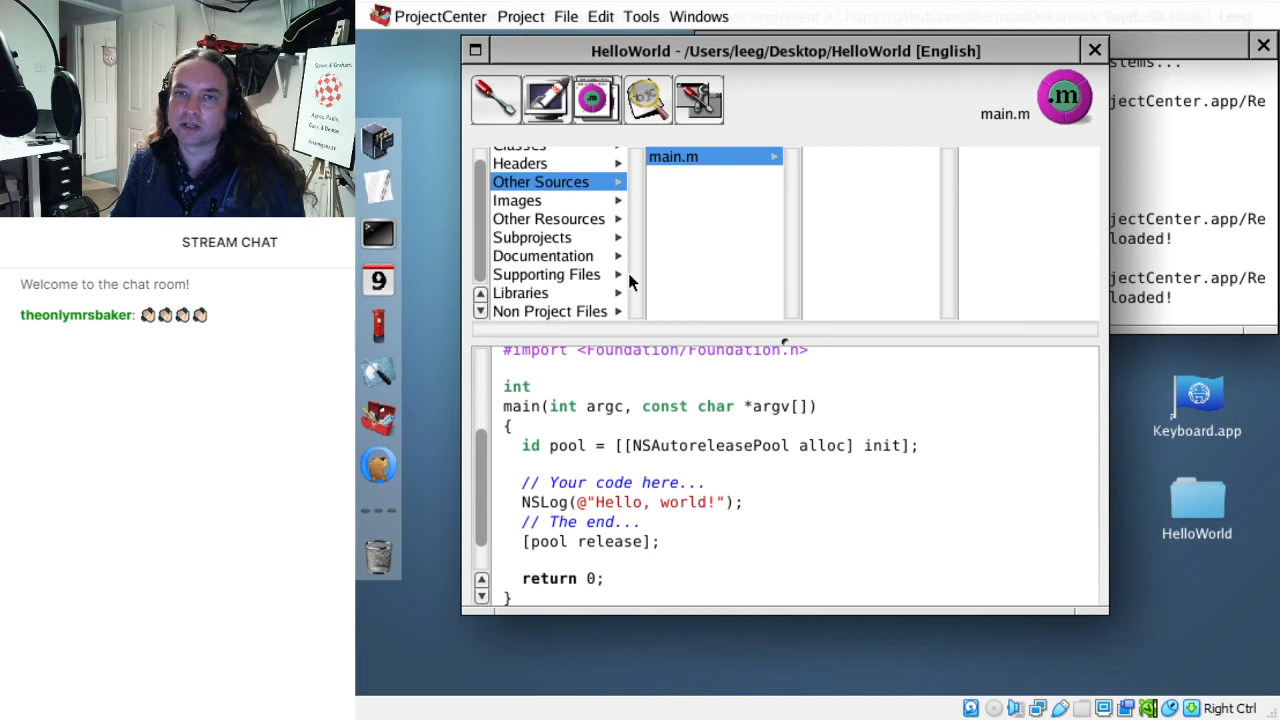 ProjectCenter Project File Edit Tools Windows
Leeg
HelloWorld - /Users/leeg/Desktop/HelloWorld [English]
main.m
Classes
Headers
Other Sources
Images
Other Resources
Subprojects
Documentation
Supporting Files
Libraries
Non Project Files
main.m
#import <Foundation/Foundation.h>
int
main(int argc, const char *argv[])
{
id pool = [[NSAutoreleasePool alloc] init];
// Your code here...
NSLog(@"Hello, world!");
// The end...
[pool release];
return 0;
}
stems...
jectCenter.app/Re
jectCenter.app/Re
loaded!
jectCenter.app/Re
loaded!
Keyboard.app
HelloWorld
STREAM CHAT
Welcome to the chat room!
theonlymrsbaker:
9
.m
.m
Right Ctrl